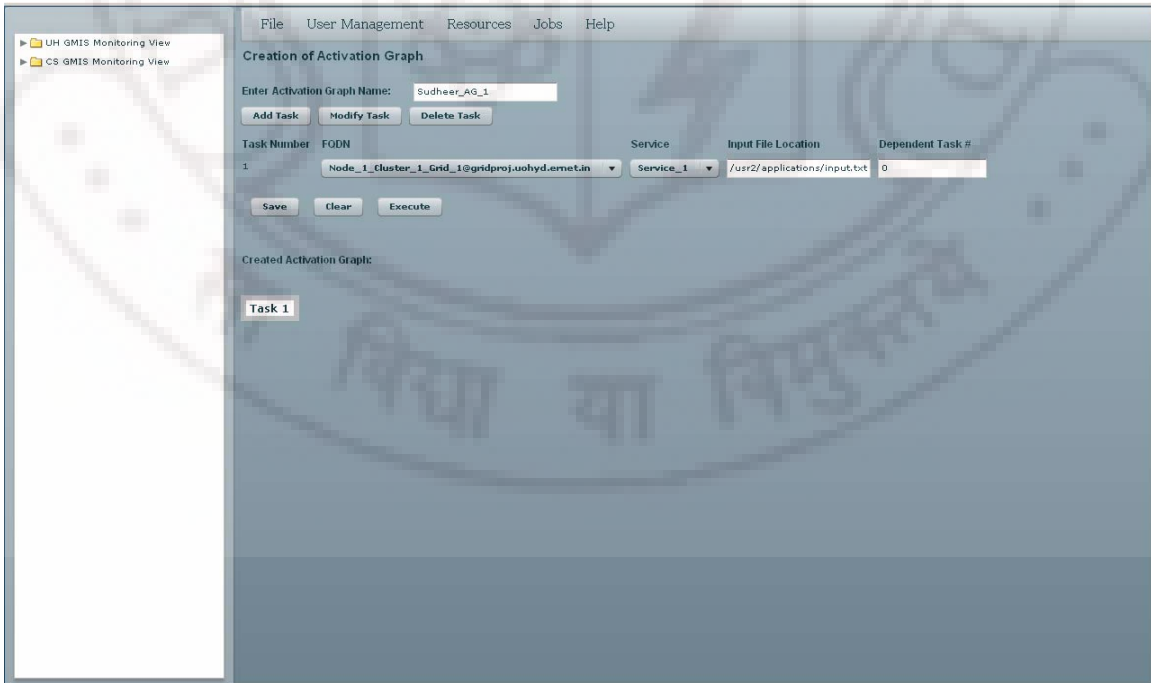 File User Management Resources Jobs Help
UH GMIS Monitoring View
CS GMIS Monitoring View
Creation of Activation Graph
Enter Activation Graph Name: Sudheer_AG_1
Add Task Modify Task Delete Task
Task Number FQDN Service Input File Location Dependent Task #
1 Node_1_Cluster_1_Grid_1@gridproj.uohyd.ernet.in Service_1 /usr2/applications/input.txt 0
Save Clear Execute
Created Activation Graph:
Task 1
विद्या या विमुक्तये